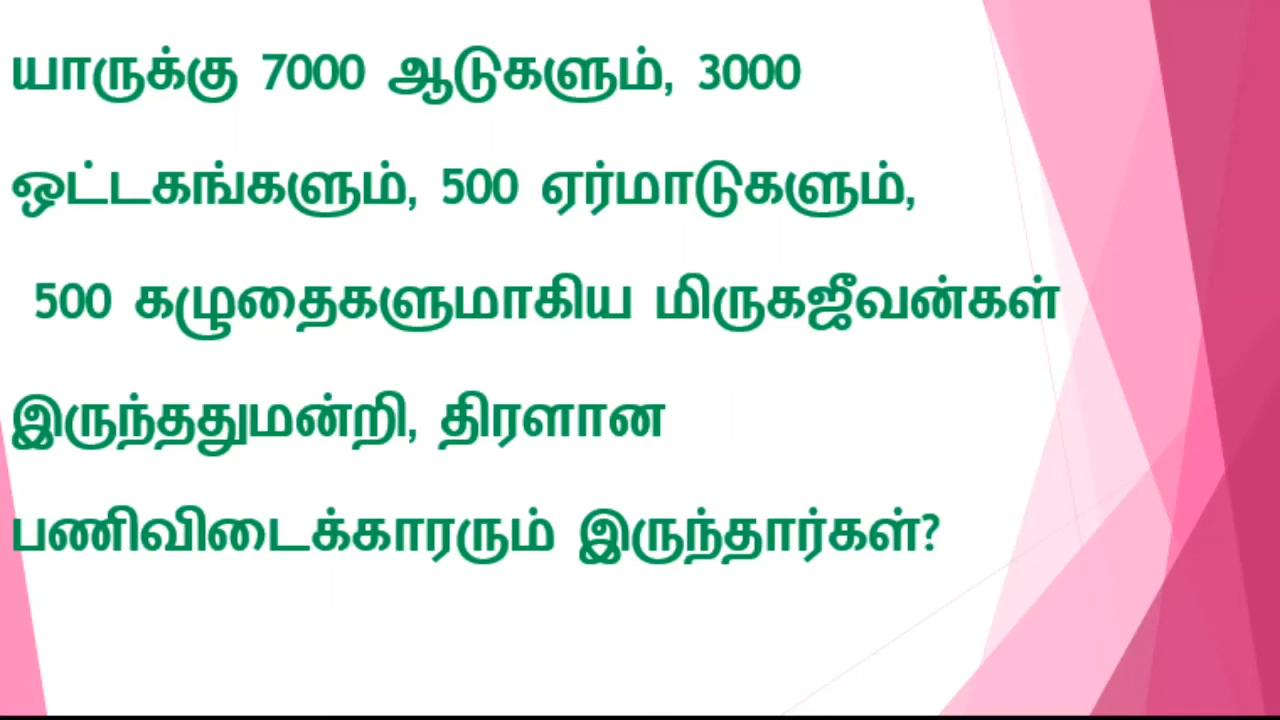 யாருக்கு 7000 ஆடுகளும், 3000
ஒட்டகங்களும், 500 ஏர்மாடுகளும்,
500 கழுதைகளுமாகிய மிருகஜீவன்கள்
இருந்ததுமன்றி, திரளான
பணிவிடைக்காரரும் இருந்தார்கள்?